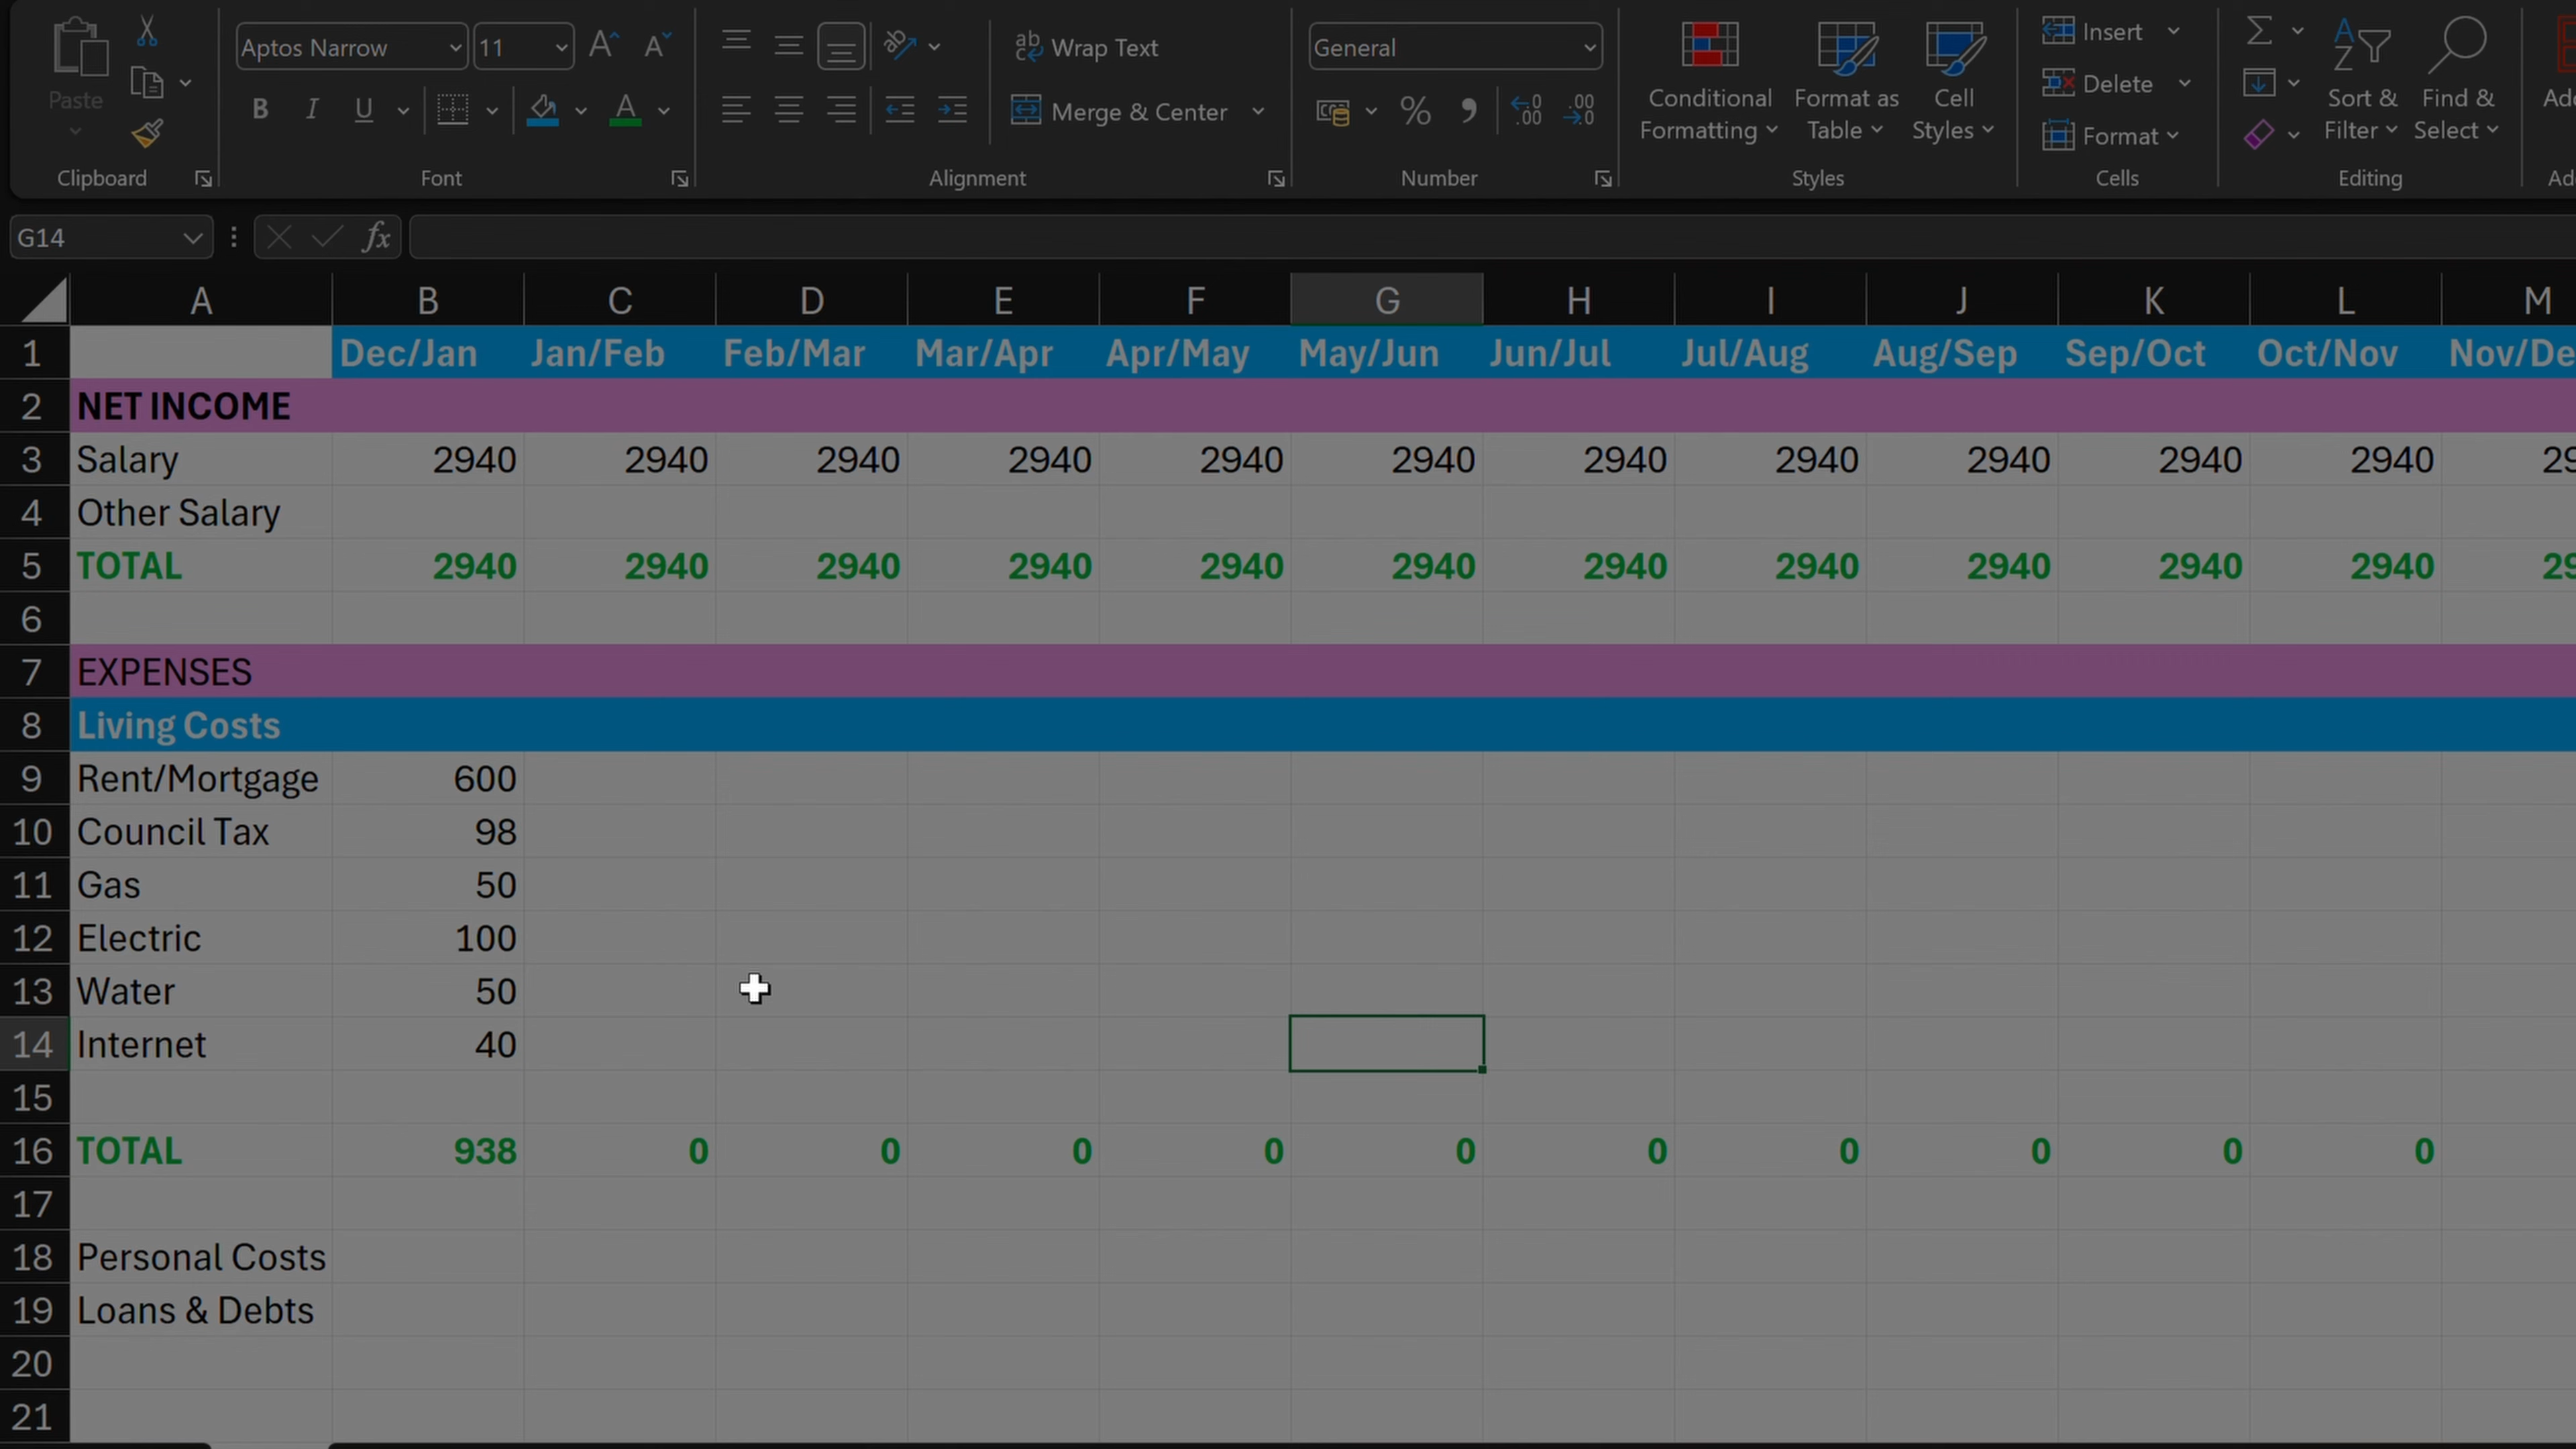 Aptos Narrow 11 Wrap Text General Insert
Paste B I U Merge & Center % Conditional Formatting Format as Table Cell Styles Delete Sort & Filter Find & Select
Format
Clipboard Font Alignment Number Styles Cells Editing
G14 fx
A B C D E F G H I J K L M
1 Dec/Jan Jan/Feb Feb/Mar Mar/Apr Apr/May May/Jun Jun/Jul Jul/Aug Aug/Sep Sep/Oct Oct/Nov Nov/De
2 NET INCOME
3 Salary 2940 2940 2940 2940 2940 2940 2940 2940 2940 2940 2940 29
4 Other Salary
5 TOTAL 2940 2940 2940 2940 2940 2940 2940 2940 2940 2940 2940 29
6
7 EXPENSES
8 Living Costs
9 Rent/Mortgage 600
10 Council Tax 98
11 Gas 50
12 Electric 100
13 Water 50
14 Internet 40
15
16 TOTAL 938 0 0 0 0 0 0 0 0 0 0
17
18 Personal Costs
19 Loans & Debts
20
21